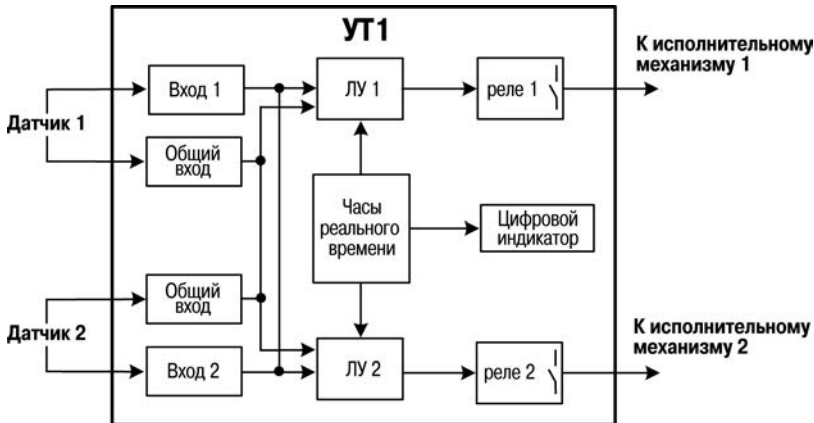 УТ1
К исполнительному
механизму 1
Вход 1
ЛУ 1
реле 1
Датчик 1
Общий
вход
Часы
реального
времени
Цифровой
индикатор
Общий
вход
Датчик 2
К исполнительному
механизму 2
Вход 2
ЛУ 2
реле 2